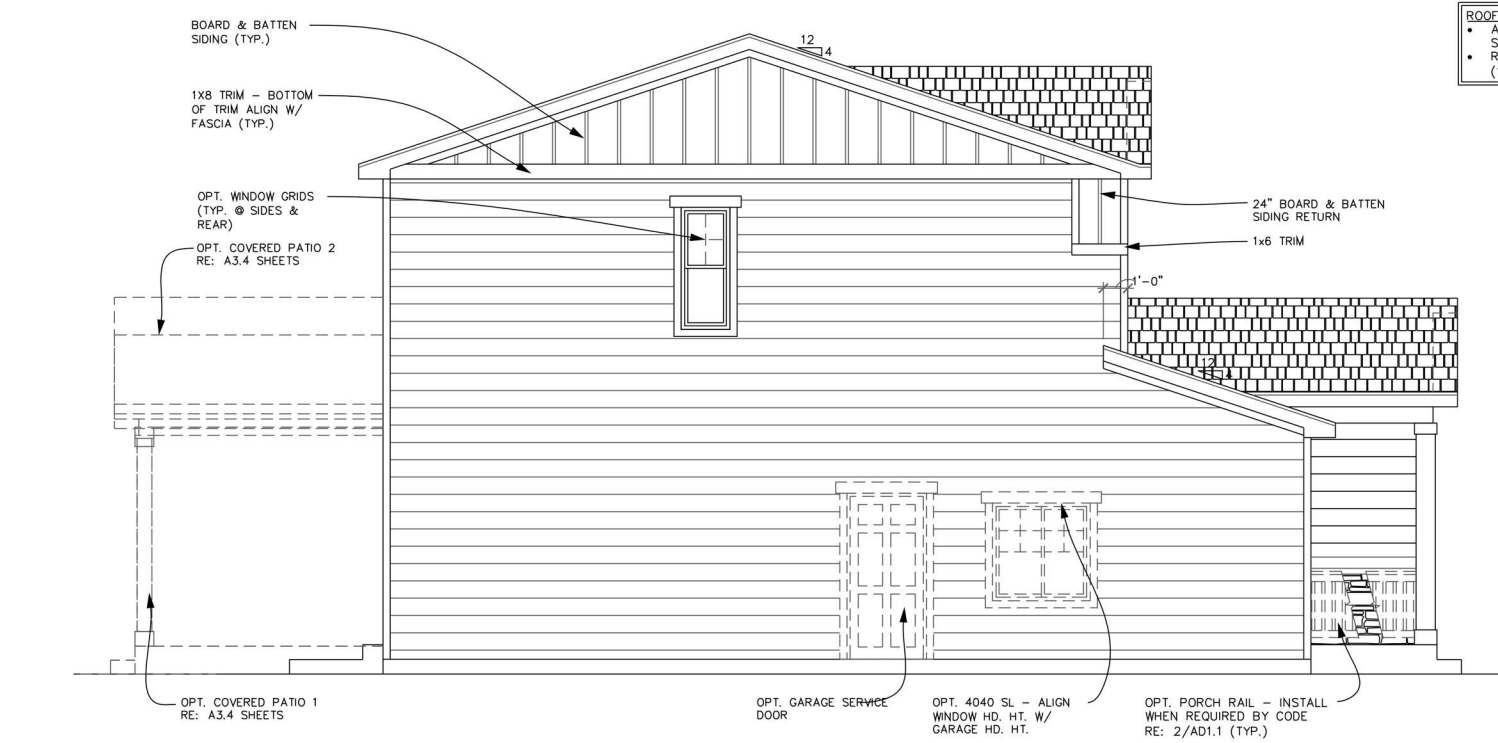 BOARD & BATTEN
SIDING (TYP.)
12
4
ROOF
•
•
1X8 TRIM – BOTTOM
OF TRIM ALIGN W/
FASCIA (TYP.)
OPT. WINDOW GRIDS
(TYP. @ SIDES &
REAR)
24" BOARD & BATTEN
SIDING RETURN
OPT. COVERED PATIO 2
RE: A3.4 SHEETS
1x6 TRIM
1'-0"
12
4
OPT. COVERED PATIO 1
RE: A3.4 SHEETS
OPT. GARAGE SERVICE
DOOR
OPT. 4040 SL – ALIGN
WINDOW HD. HT. W/
GARAGE HD. HT.
OPT. PORCH RAIL – INSTALL
WHEN REQUIRED BY CODE
RE: 2/AD1.1 (TYP.)